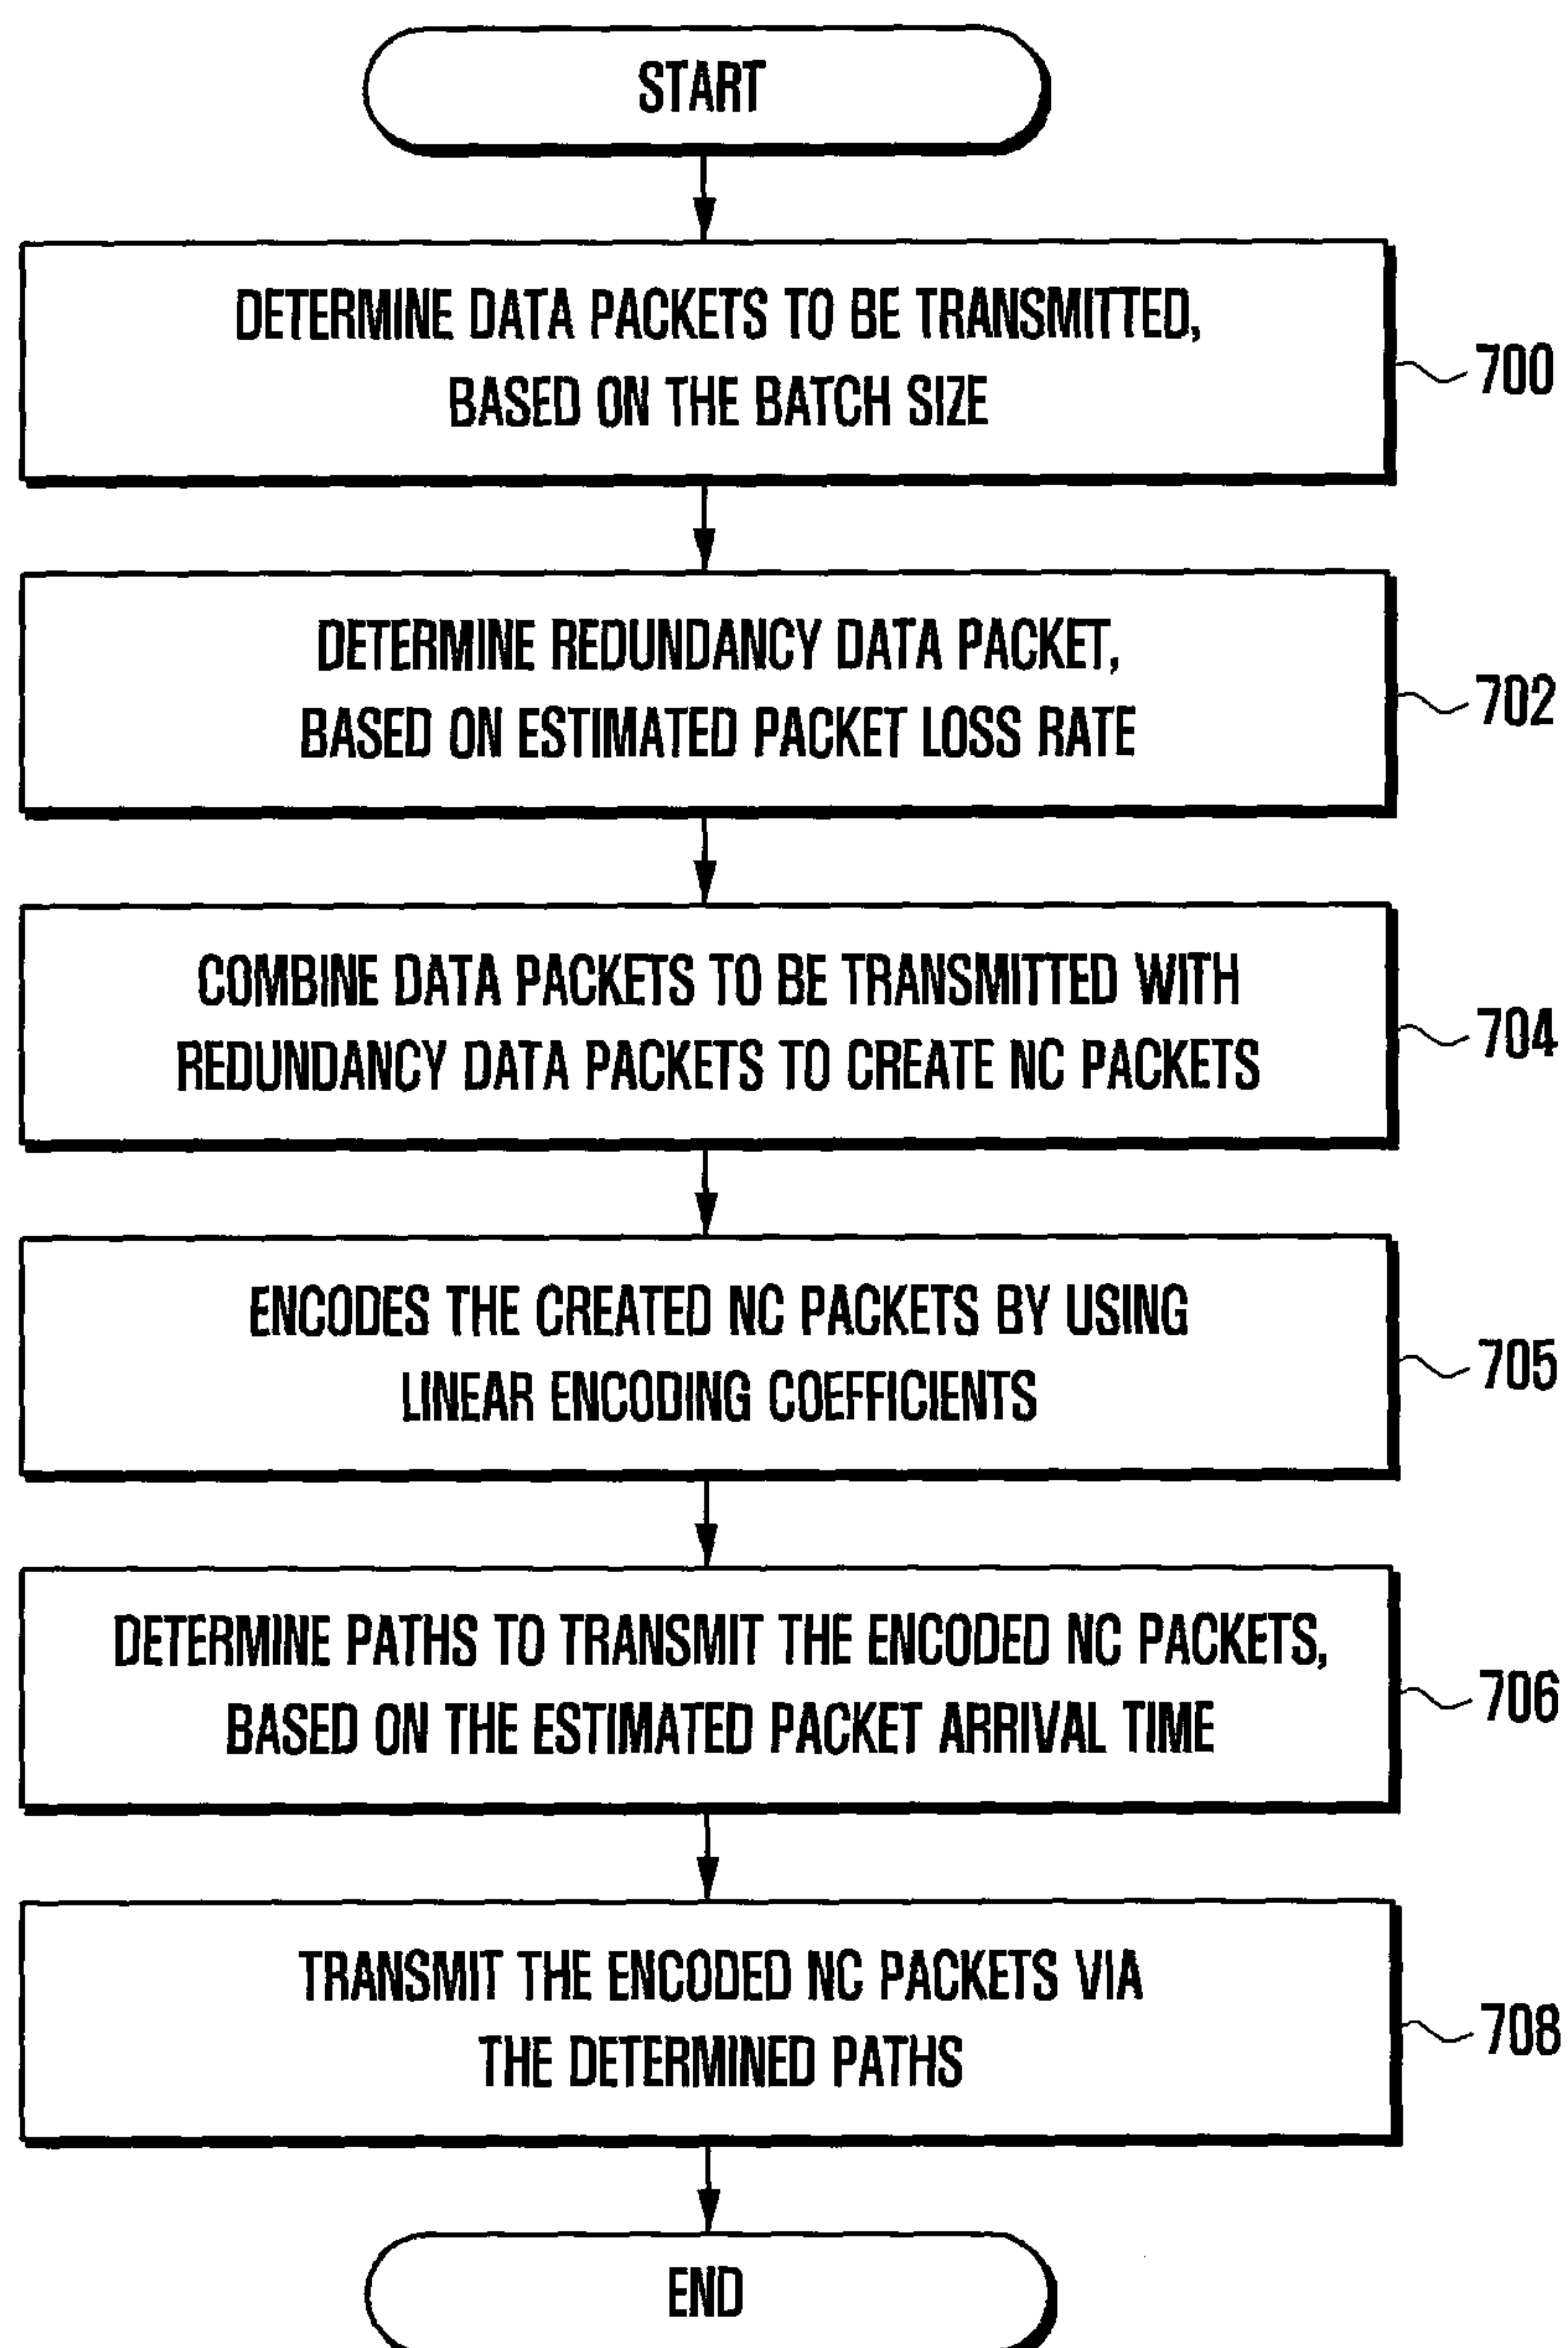 START
DETERMINE DATA PACKETS TO BE TRANSMITTED,
BASED ON THE BATCH SIZE
700
DETERMINE REDUNDANCY DATA PACKET,
BASED ON ESTIMATED PACKET LOSS RATE
702
COMBINE DATA PACKETS TO BE TRANSMITTED WITH
REDUNDANCY DATA PACKETS TO CREATE NC PACKETS
704
ENCODES THE CREATED NC PACKETS BY USING
LINEAR ENCODING COEFFICIENTS
705
DETERMINE PATHS TO TRANSMIT THE ENCODED NC PACKETS,
BASED ON THE ESTIMATED PACKET ARRIVAL TIME
706
TRANSMIT THE ENCODED NC PACKETS VIA
THE DETERMINED PATHS
708
END